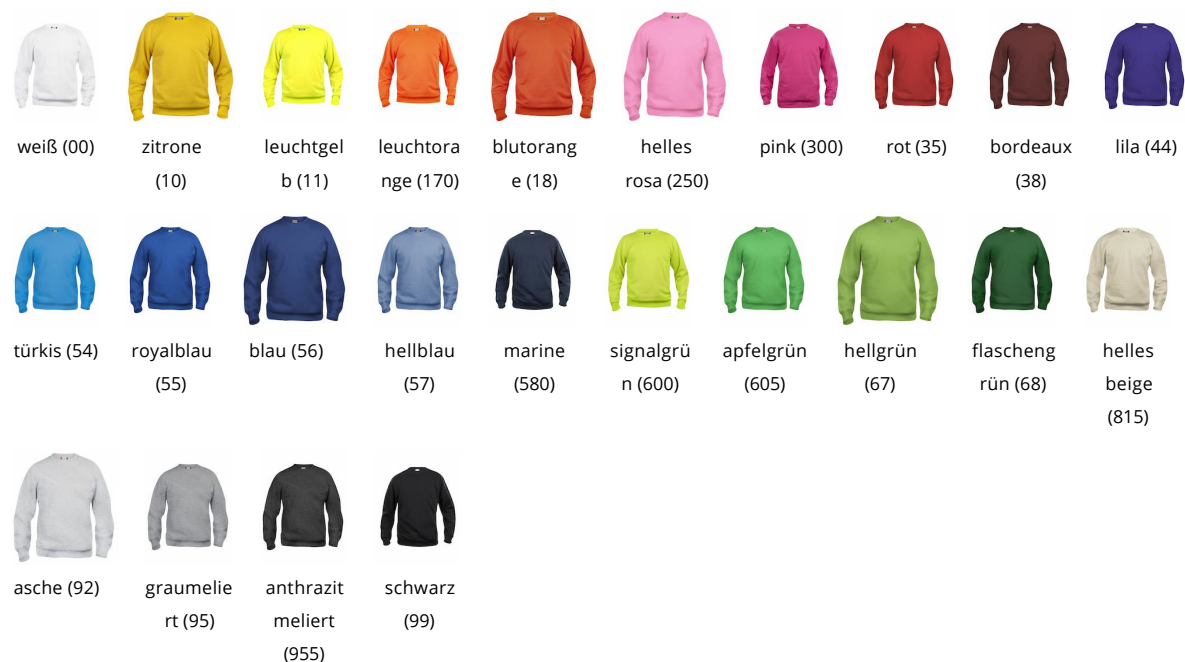 weiß (00)
zitrone
(10)
leuchtgel
b (11)
leuchtora
nge (170)
blutorang
e (18)
helles
rosa (250)
pink (300)
rot (35)
bordeaux
(38)
lila (44)
türkis (54)
royalblau
(55)
blau (56)
hellblau
(57)
marine
(580)
signalgrü
n (600)
apfelgrün
(605)
hellgrün
(67)
flascheng
rün (68)
helles
beige
(815)
asche (92)
graumelie
rt (95)
anthrazit
meliert
(955)
schwarz
(99)